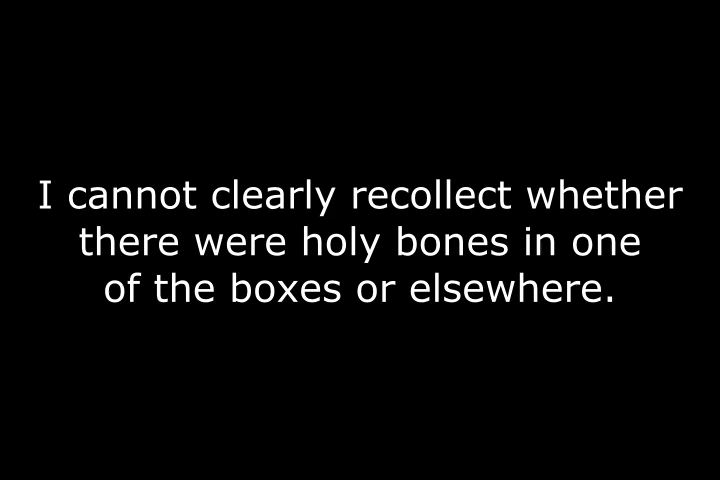 I cannot clearly recollect whether
there were holy bones in one
of the boxes or elsewhere.